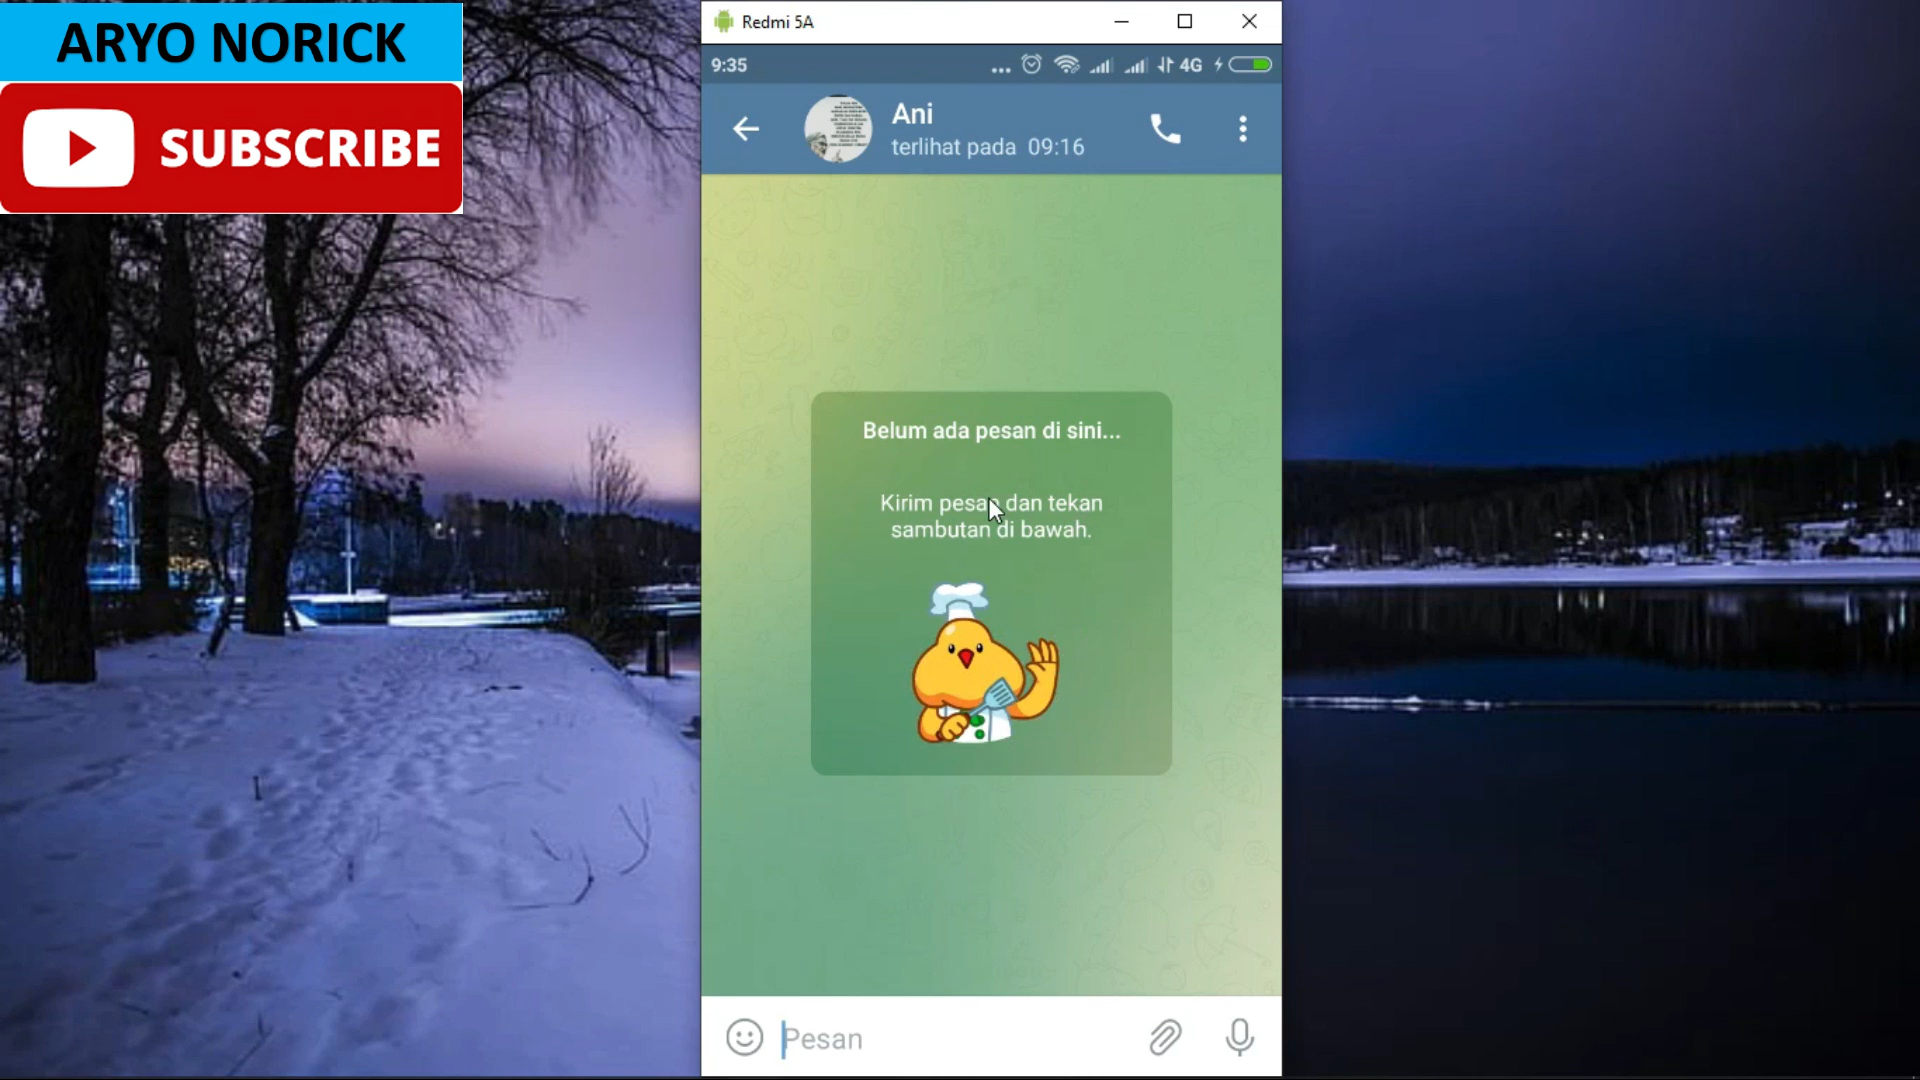 ARYO NORICK
SUBSCRIBE
Redmi 5A
9:35
4G
Ani
terlihat pada 09:16
Belum ada pesan di sini...
Kirim pesan dan tekan
sambutan di bawah.
Pesan